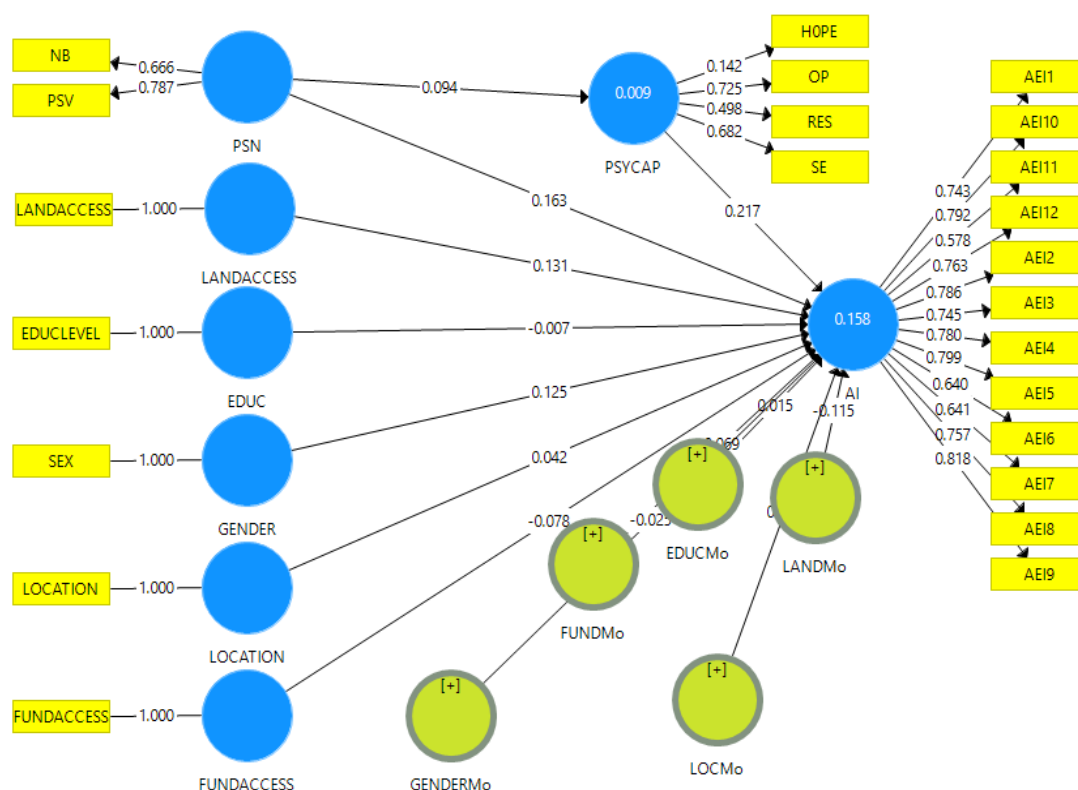 H0PE
NB
0.666
0.142
0.787
OP
PSV
0.094
0.009
0.725
AEI1
0.498
RES
AEI10
PSN
0.682
SE
PSYCAP
AEI11
0.743
LANDACCESS
1.000
0.163
0.217
0.792
AEI12
0.578
LANDACCESS
0.131
0.763
AEI2
0.786
AEI3
EDUCLEVEL
1.000
-0.007
0.158
0.745
0.780
AEI4
0.799
EDUC
0.125
AI
0.640
AEI5
0.015
-0.115
0.641
AEI6
SEX
1.000
[+]
[+]
0.757
0.042
0.818
AEI7
GENDER
-0.078
-0.025
AEI8
[+]
EDUCMo
LANDMo
LOCATION
1.000
AEI9
FUNDMo
LOCATION
[+]
[+]
FUNDACCESS
1.000
LOCMo
FUNDACCESS
GENDERMo